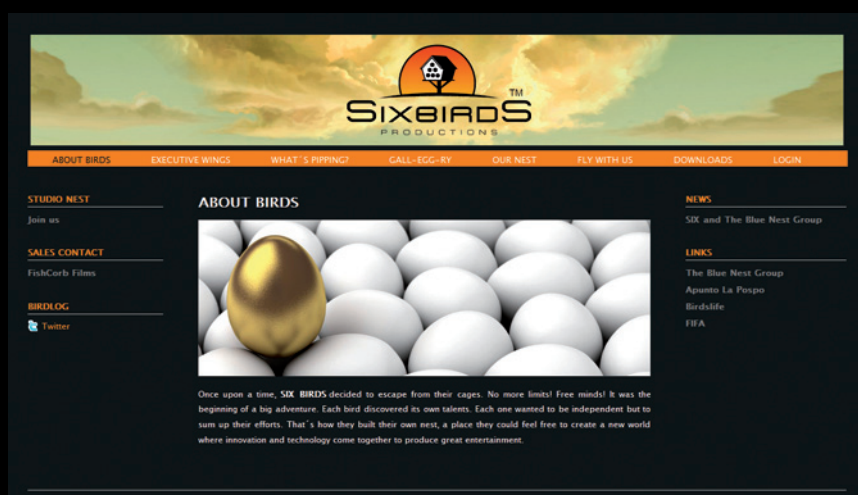 SIXBIRDS™
PRODUCTIONS
ABOUT BIRDS EXECUTIVE WINGS WHAT´S PIPPING? GALL-EGG-RY OUR NEST FLY WITH US DOWNLOADS LOGIN
STUDIO NEST
Join us
SALES CONTACT
FishCorb Films
BIRDLOG
Twitter
ABOUT BIRDS
Once upon a time, SIX BIRDS decided to escape from their cages. No more limits! Free minds! It was the
beginning of a big adventure. Each bird discovered its own talents. Each one wanted to be independent but to
sum up their efforts. That´s how they built their own nest, a place they could feel free to create a new world
where innovation and technology come together to produce great entertainment.
NEWS
SIX and The Blue Nest Group
LINKS
The Blue Nest Group
Apunto La Pospo
Birdslife
FIFA